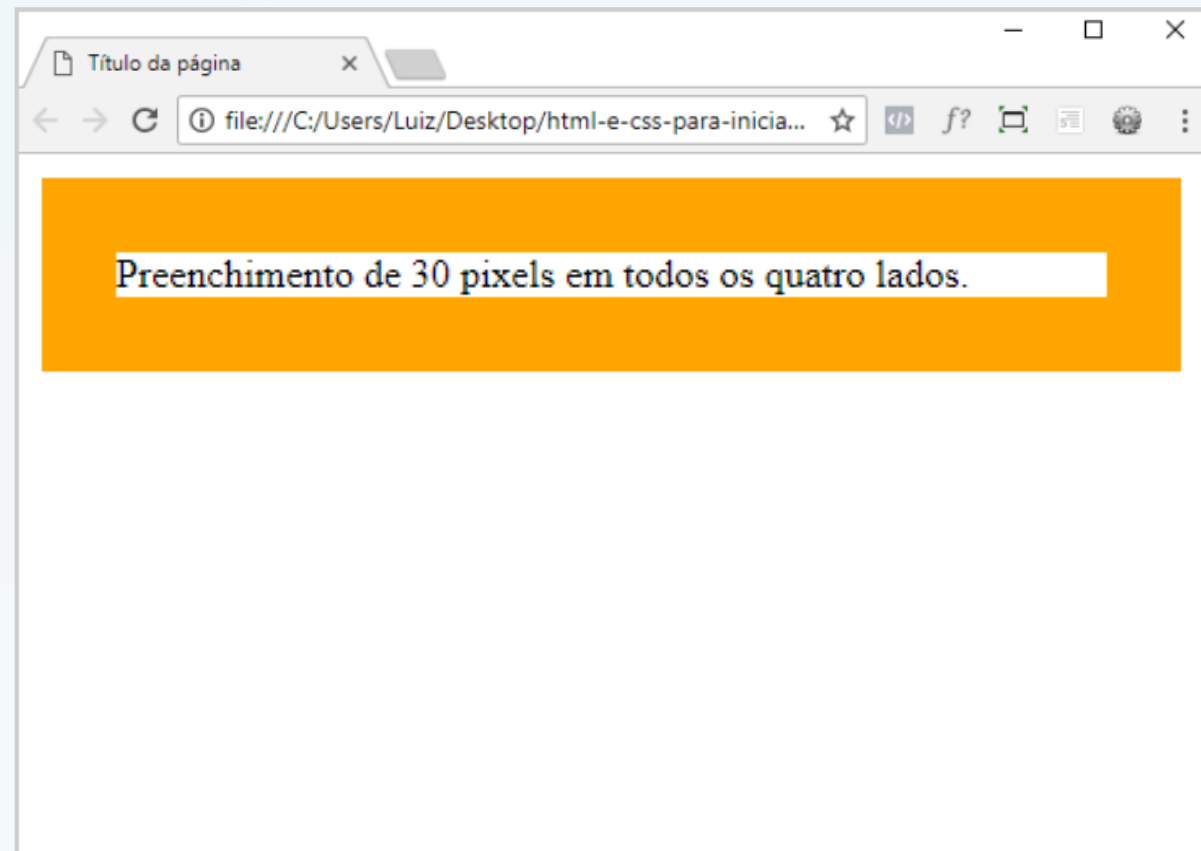 Título da página
file:///C:/Users/Luiz/Desktop/html-e-css-para-inicia...
f?
Preenchimento de 30 pixels em todos os quatro lados.